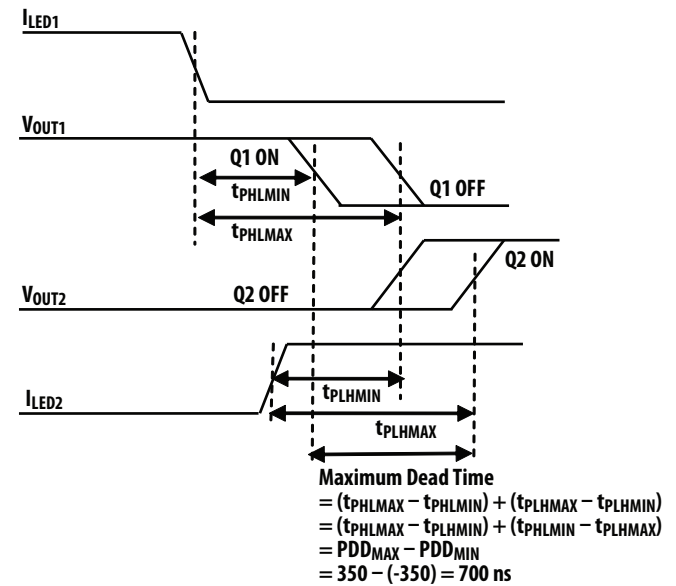 ILED1
VOUT1
Q1 ON
tPHLMIN
Q1 OFF
tPHLMAX
Q2 ON
VOUT2
Q2 OFF
tPLHMIN
ILED2
tPLHMAX
Maximum Dead Time
= (tPHLMAX – tPHLMIN) + (tPLHMAX – tPLHMIN)
= (tPHLMAX – tPHLMIN) + (tPHLMIN – tPLHMAX)
= PDDMAX – PDDMIN
= 350 – (-350) = 700 ns